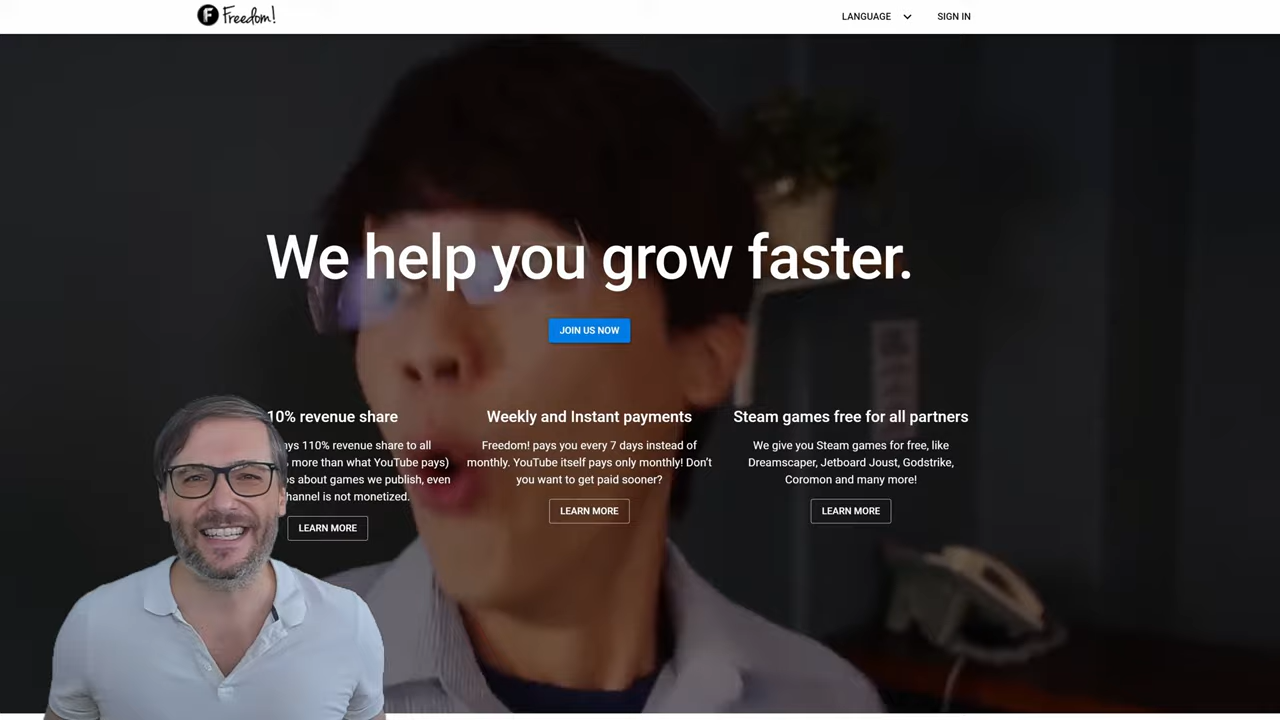 F Freedom!
LANGUAGE
SIGN IN
We help you grow faster.
JOIN US NOW
10% revenue share
110% revenue share to all
more than what YouTube pays)
about games we publish, even
is not monetized.
LEARN MORE
Weekly and Instant payments
Freedom! pays you every 7 days instead of
monthly. YouTube itself pays only monthly! Don't
you want to get paid sooner?
LEARN MORE
Steam games free for all partners
We give you Steam games for free, like
Dreamscaper, Jetboard Joust, Godstrike,
Coromon and many more!
LEARN MORE